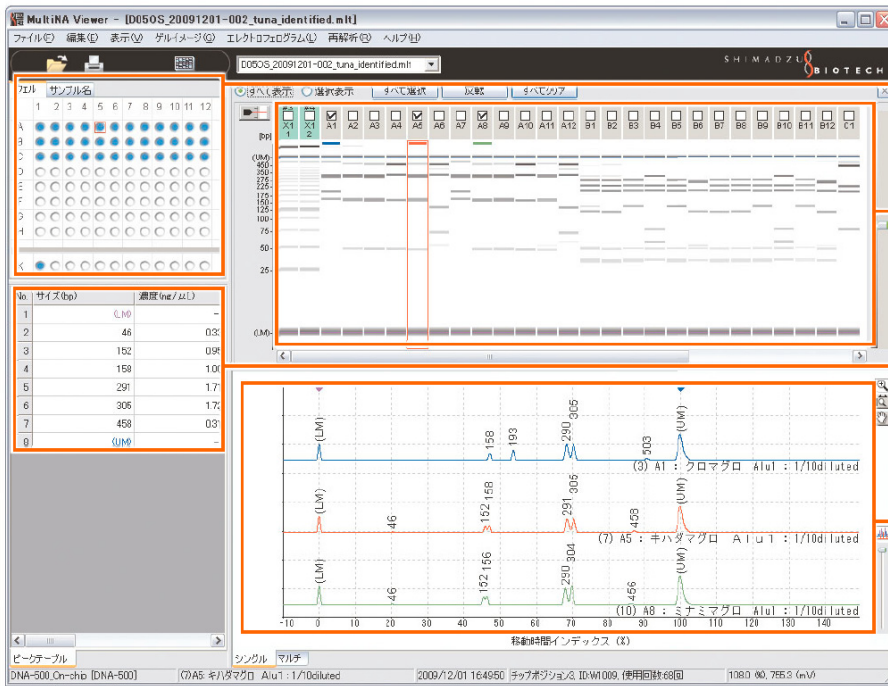 MultiNA Viewer - [D05OS_20091201-002_tuna_identified.mlt]
ファイル(F) 編集(E) 表示(V) ゲルイメージ(G) エレクトロフェログラム(L) 再解析(R) ヘルプ(H)
D05OS_20091201-002_tuna_identified.mlt
SHIMADZU
BIOTECH
ウェル サンプル名
すべて表示 選択表示 すべて選択 反転 すべてクリア
1 2 3 4 5 6 7 8 9 10 11 12
A
B
C
D
E
F
G
H
X
X1 1 X1 2 A1 A2 A3 A4 A5 A6 A7 A8 A9 A10 A11 A12 B1 B2 B3 B4 B5 B6 B7 B8 B9 B10 B11 B12 C1
(UM)
450-
350-
275-
225-
175-
150-
125-
100-
75-
50-
25-
(LM)-
No. サイズ(bp) 濃度(ng/μL)
1 (LM) -
2 46
3 152
4 158
5 291
6 305
7 458
8 (UM) -
(LM) 158 193 290 305 503 (UM)
(3) A1 : クロマグロ Alu1 : 1/10diluted
(LM) 46 152 158 291 305 458 (UM)
(7) A5 : キハダマグロ Alu1 : 1/10diluted
(LM) 46 152 156 290 304 456 (UM)
(10) A8 : ミナミマグロ Alu1 : 1/10diluted
-10 0 10 20 30 40 50 60 70 80 90 100 110 120 130 140
移動時間インデックス (%)
ピークテーブル
シングル マルチ
DNA-500_On-chip [DNA-500] (7)A5: キハダマグロ Alu1 : 1/10diluted 2009/12/01 16:49:50 チップポジション3, ID:W1009, 使用回数:68回 108.0 (%), 755.3 (mV)